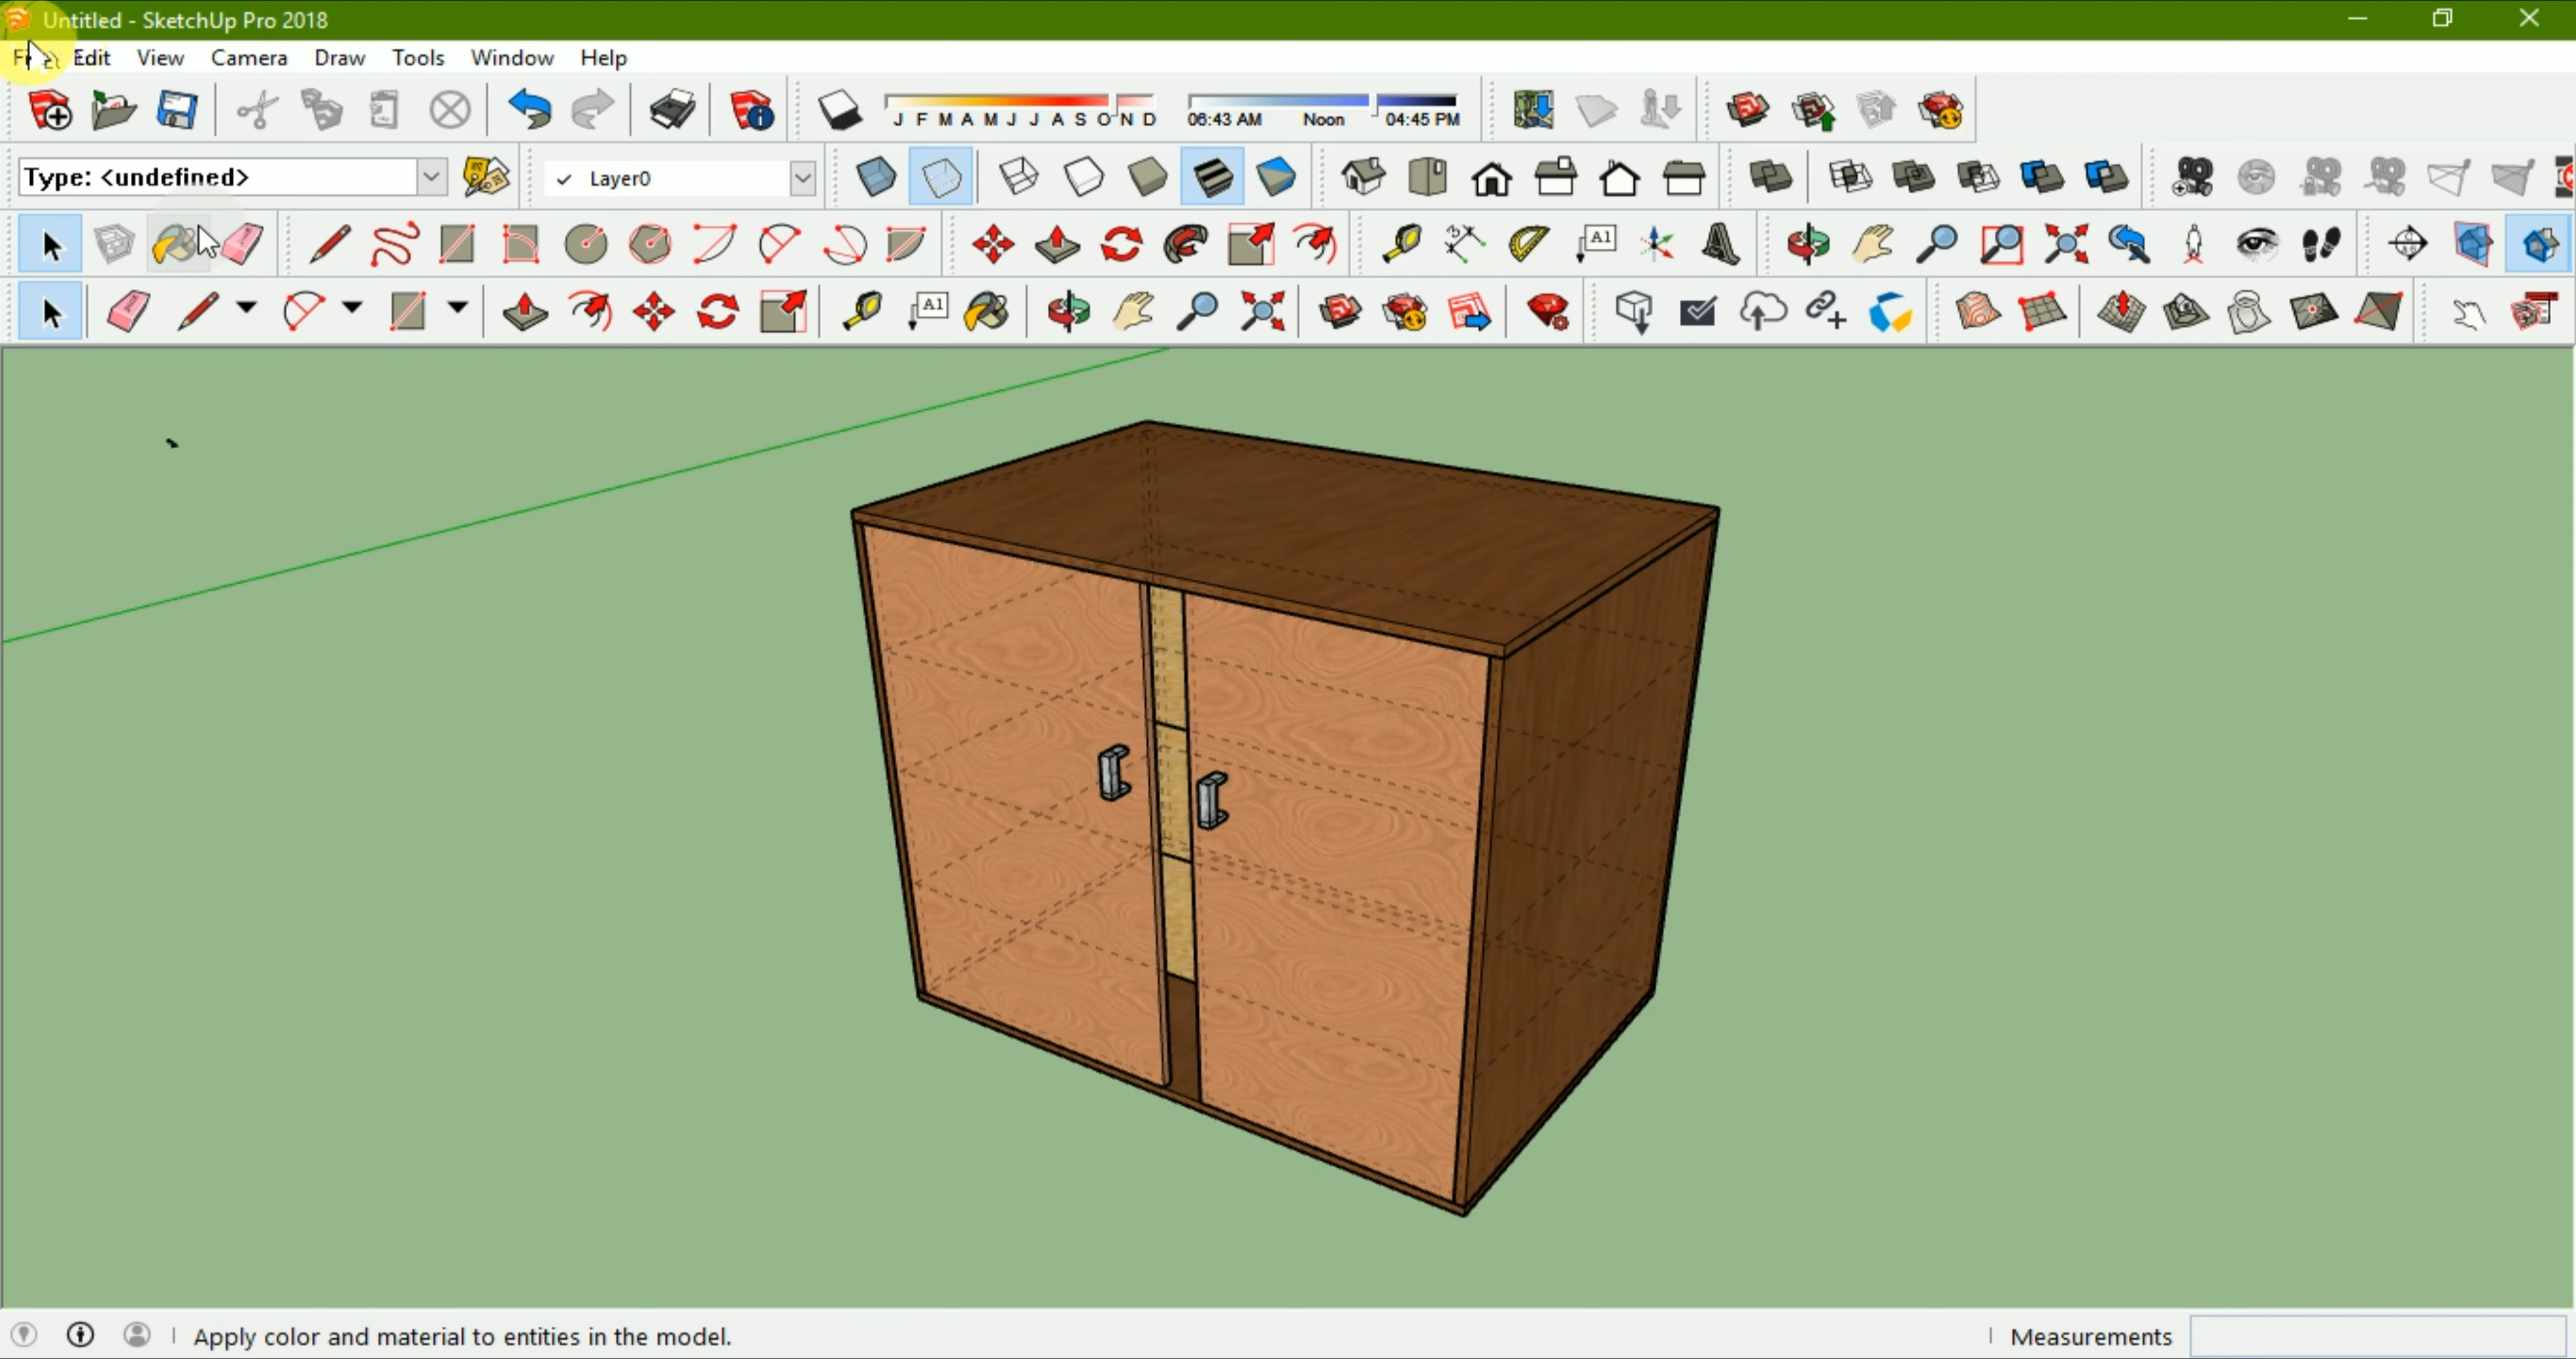 Untitled - SketchUp Pro 2018
Edit View Camera Draw Tools Window Help
J F M A M J J A S O N D 06:43 AM Noon 04:45 PM
Type: <undefined> Layer0
A1
A1
Apply color and material to entities in the model. Measurements